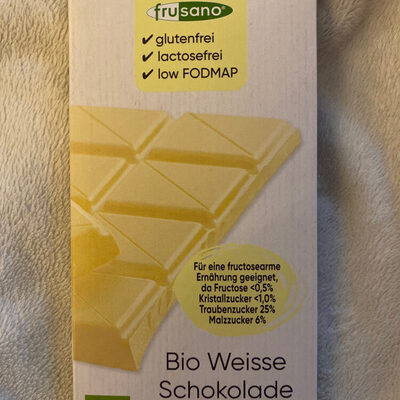 frusano®
✔ glutenfrei
✔ lactosefrei
✔ low FODMAP
Für eine fructosearme
Ernährung geeignet,
da Fructose <0,5%
Kristallzucker <1,0%
Traubenzucker 25%
Malzzucker 6%
Bio Weisse
Schokolade